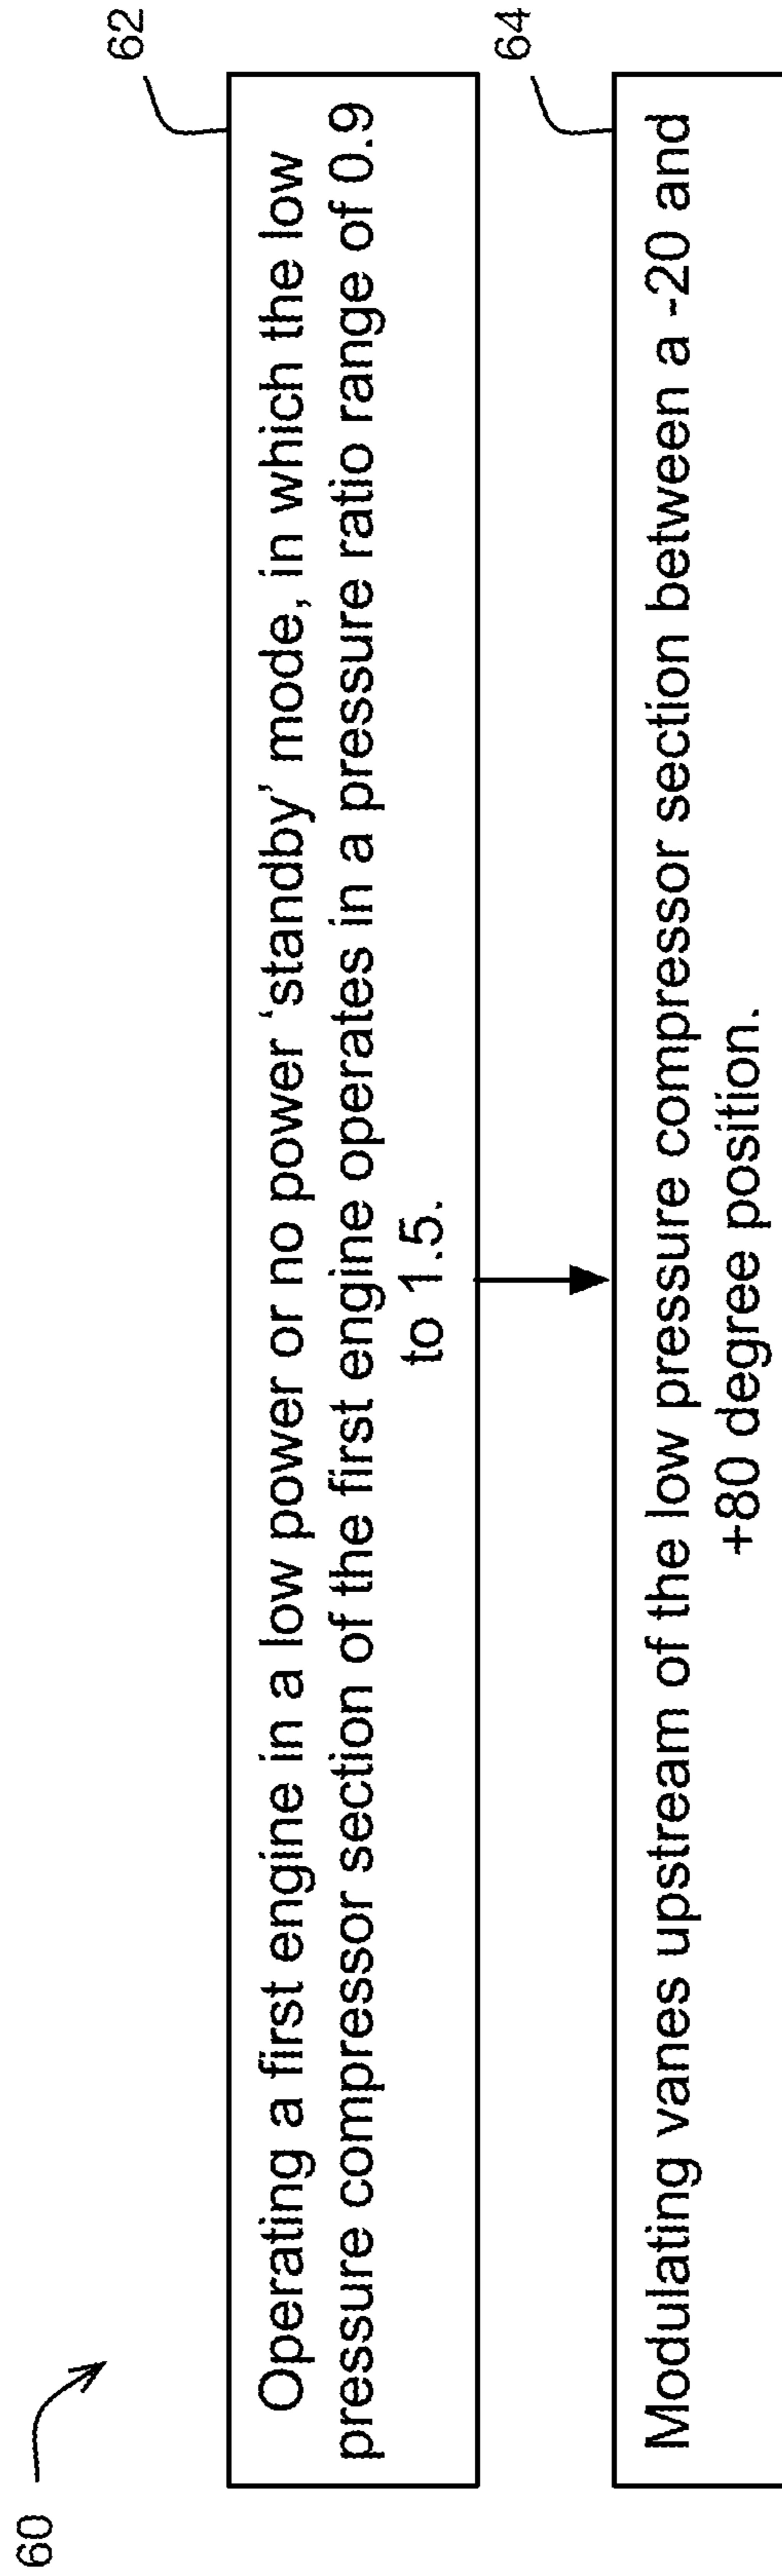 60
62
Operating a first engine in a low power or no power ‘standby’ mode, in which the low
pressure compressor section of the first engine operates in a pressure ratio range of 0.9
to 1.5.
64
Modulating vanes upstream of the low pressure compressor section between a -20 and
+80 degree position.